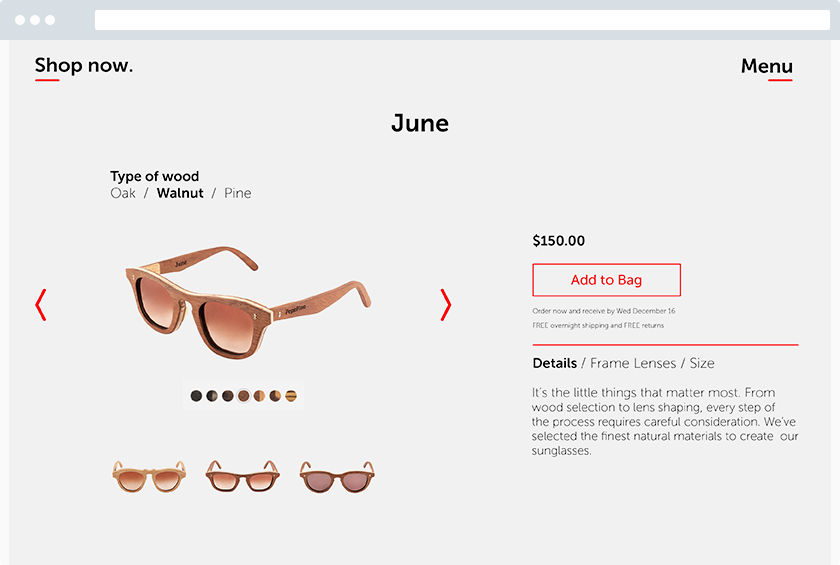 Shop now.
Menu
June
Type of wood
Oak / Walnut / Pine
June
$150.00
Add to Bag
Order now and receive by Wed December 16
FREE overnight shipping and FREE returns
Details / Frame Lenses / Size
It's the little things that matter most. From
wood selection to lens shaping, every step of
the process requires careful consideration. We've
selected the finest natural materials to create our
sunglasses.